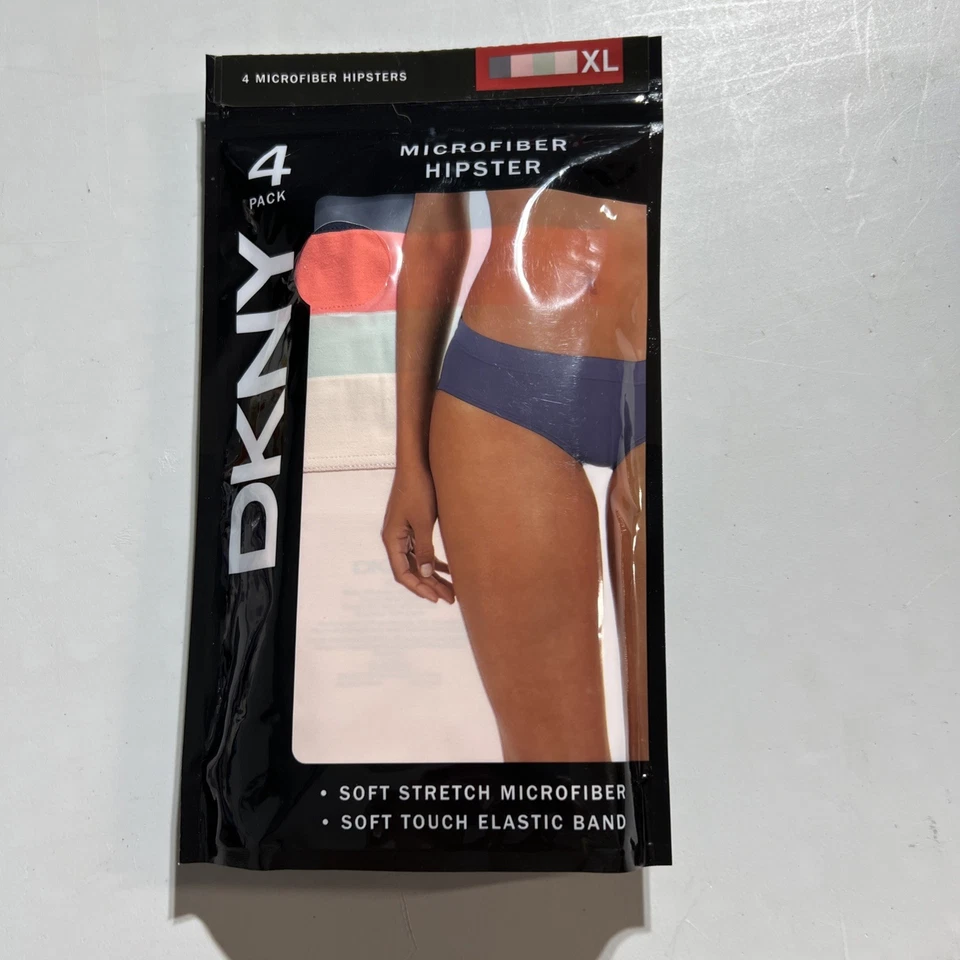 4 MICROFIBER HIPSTERS
XL
4
PACK
MICROFIBER
HIPSTER
DKNY
• SOFT STRETCH MICROFIBER
• SOFT TOUCH ELASTIC BAND